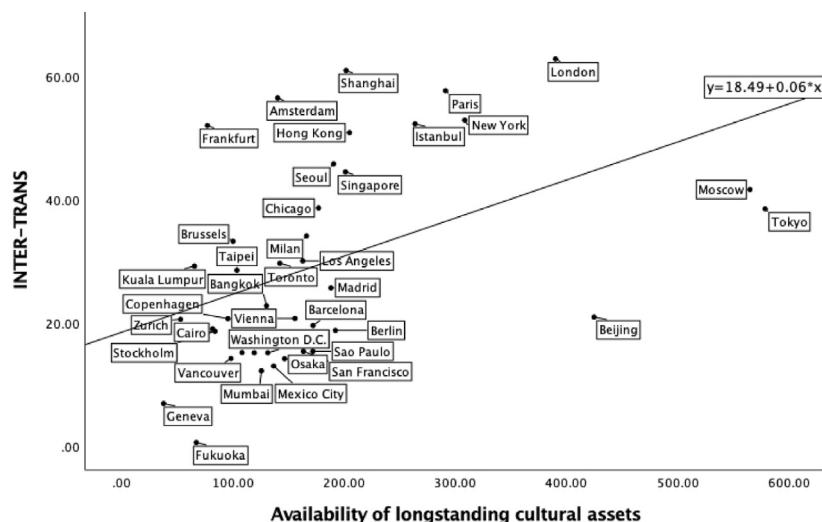 60.00
40.00
20.00
.00
INTER-TRANS
Shanghai
London
Amsterdam
Paris
y=18.49+0.06*x
Frankfurt
Hong Kong
Istanbul
New York
Seoul
Singapore
Moscow
Chicago
Tokyo
Brussels
Milan
Taipei
Los Angeles
Kuala Lumpur
Bangkok
Toronto
Madrid
Copenhagen
Vienna
Barcelona
Zurich
Cairo
Berlin
Beijing
Washington D.C.
Stockholm
Sao Paulo
Vancouver
Osaka
San Francisco
Mumbai
Mexico City
Geneva
Fukuoka
.00 100.00 200.00 300.00 400.00 500.00 600.00
Availability of longstanding cultural assets